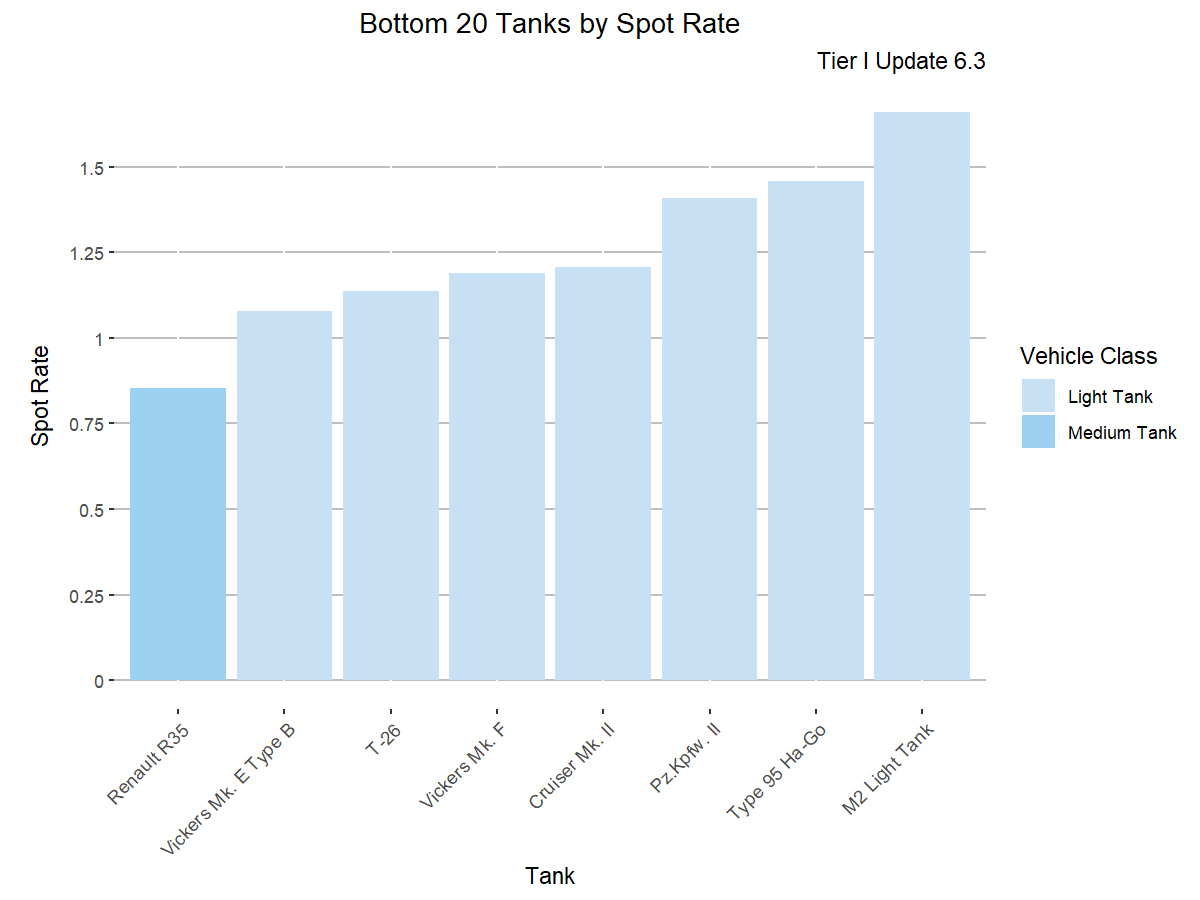 Bottom 20 Tanks by Spot Rate
Tier I Update 6.3
1.5
1.25
1
0.75
0.5
0.25
0
Spot Rate
Renault R35
Vickers Mk. E Type B
T-26
Vickers Mk. F
Cruiser Mk. II
Pz.Kpfw. II
Type 95 Ha-Go
M2 Light Tank
Tank
Vehicle Class
Light Tank
Medium Tank